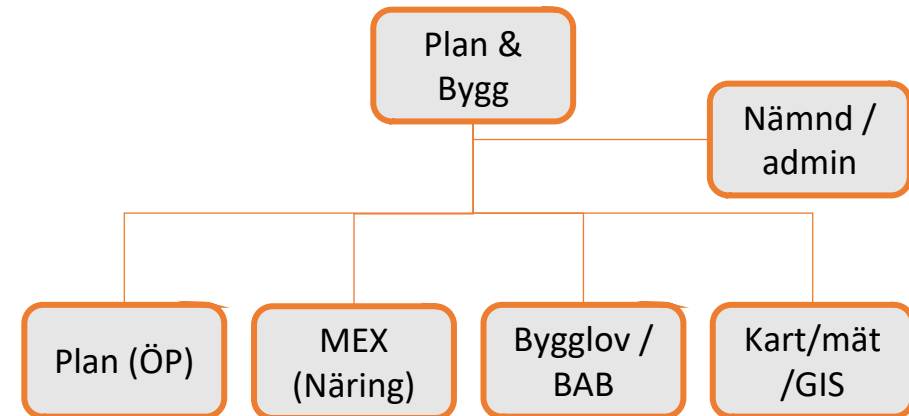 Plan &
Bygg
Nämnd /
admin
Plan (ÖP)
MEX
(Näring)
Bygglov /
BAB
Kart/mät
/GIS